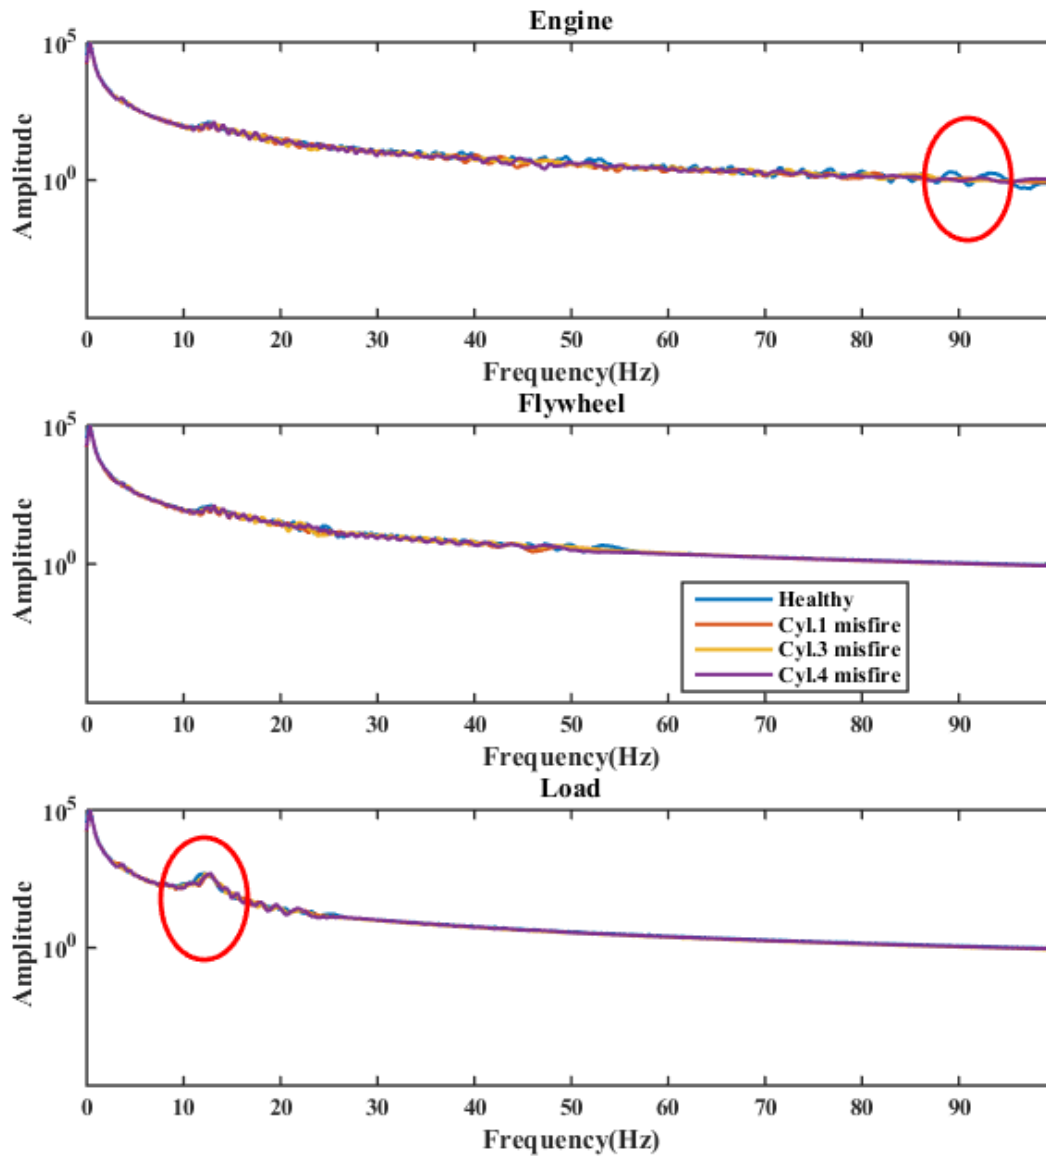 Engine
10^5
10^0
Amplitude
0 10 20 30 40 50 60 70 80 90
Frequency(Hz)
Flywheel
10^5
10^0
Amplitude
Healthy
Cyl.1 misfire
Cyl.3 misfire
Cyl.4 misfire
0 10 20 30 40 50 60 70 80 90
Frequency(Hz)
Load
10^5
10^0
Amplitude
0 10 20 30 40 50 60 70 80 90
Frequency(Hz)